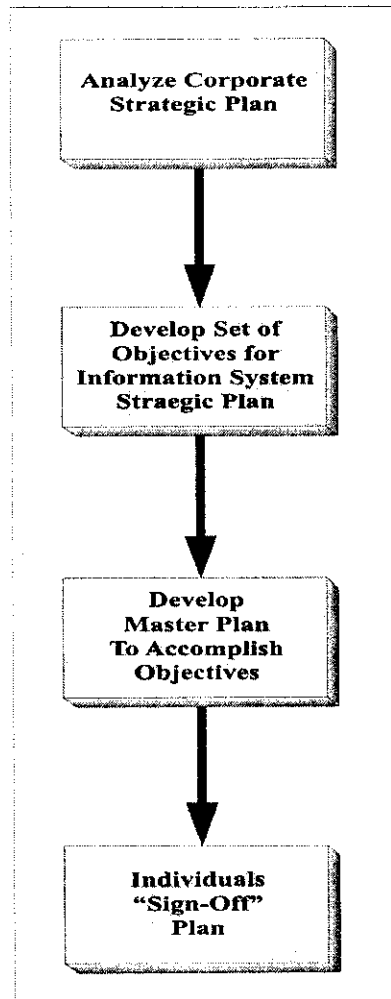 Analyze Corporate
Strategic Plan
Develop Set of
Objectives for
Information System
Straegic Plan
Develop
Master Plan
To Accomplish
Objectives
Individuals
“Sign-Off”
Plan